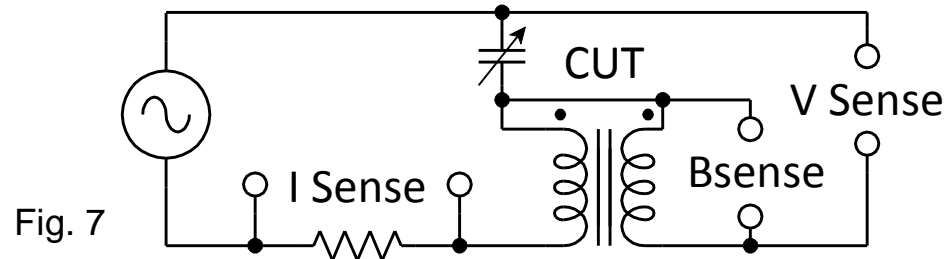 CUT
V Sense
Bsense
I Sense
Fig. 7